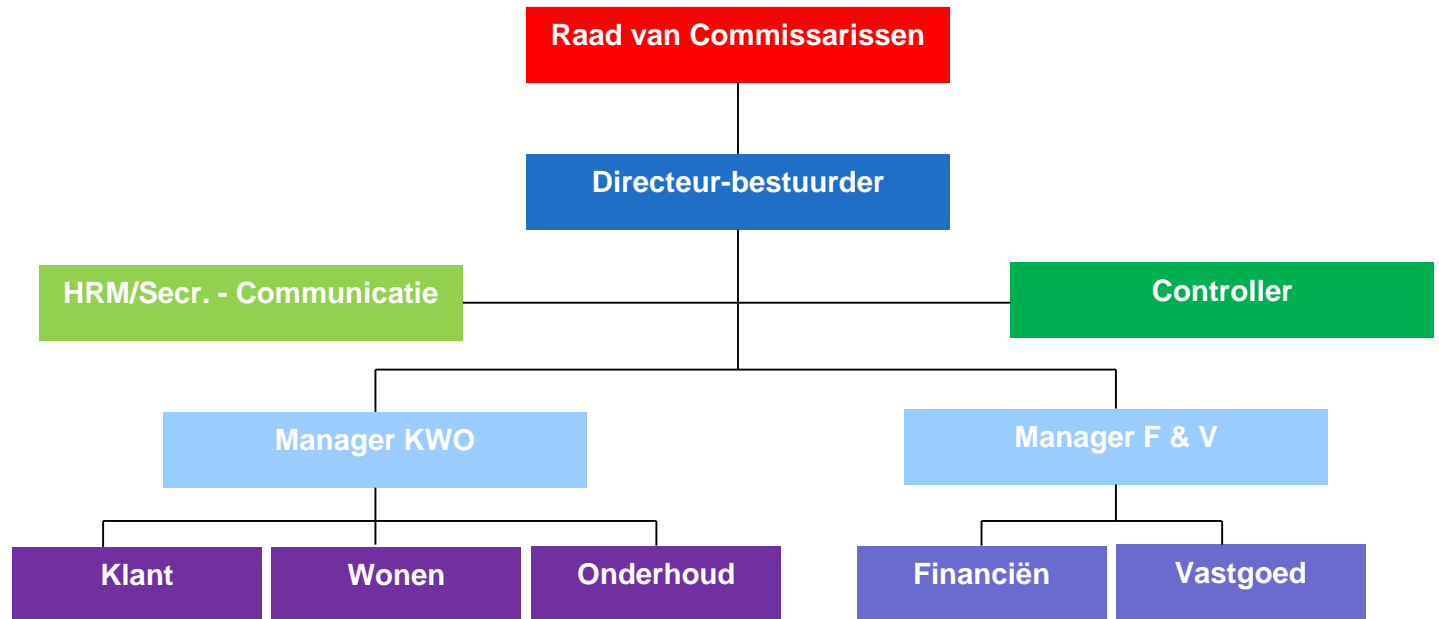 Raad van Commissarissen
Directeur-bestuurder
HRM/Secr. - Communicatie
Controller
Manager KWO
Manager F & V
Klant
Wonen
Onderhoud
Financiën
Vastgoed